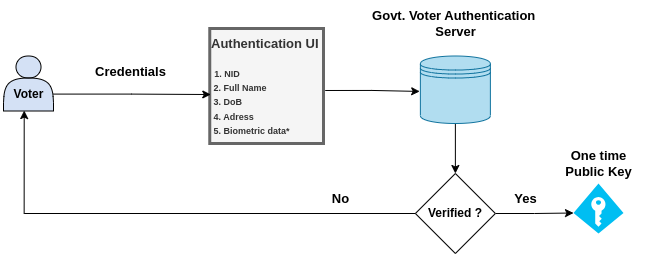 Govt. Voter Authentication
Server
Authentication UI
Credentials
1. NID
2. Full Name
3. DoB
4. Adress
5. Biometric data*
Voter
One time
Public Key
No
Verified ?
Yes